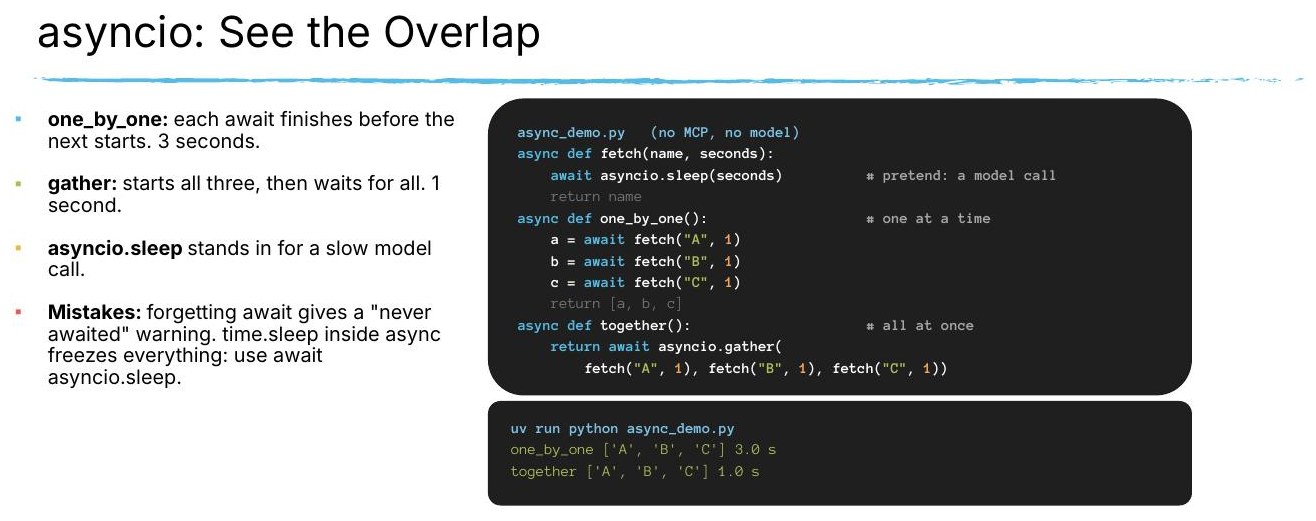 asyncio: See the Overlap
one_by_one: each await finishes before the
next starts. 3 seconds.
gather: starts all three, then waits for all. 1
second.
asyncio.sleep stands in for a slow model
call.
Mistakes: forgetting await gives a "never
awaited" warning. time.sleep inside async
freezes everything: use await
asyncio.sleep.
async_demo.py   (no MCP, no model)
async def fetch(name, seconds):
    await asyncio.sleep(seconds)          # pretend: a model call
    return name
async def one_by_one():                   # one at a time
    a = await fetch("A", 1)
    b = await fetch("B", 1)
    c = await fetch("C", 1)
    return [a, b, c]
async def together():                     # all at once
    return await asyncio.gather(
        fetch("A", 1), fetch("B", 1), fetch("C", 1))
uv run python async_demo.py
one_by_one ['A', 'B', 'C'] 3.0 s
together ['A', 'B', 'C'] 1.0 s